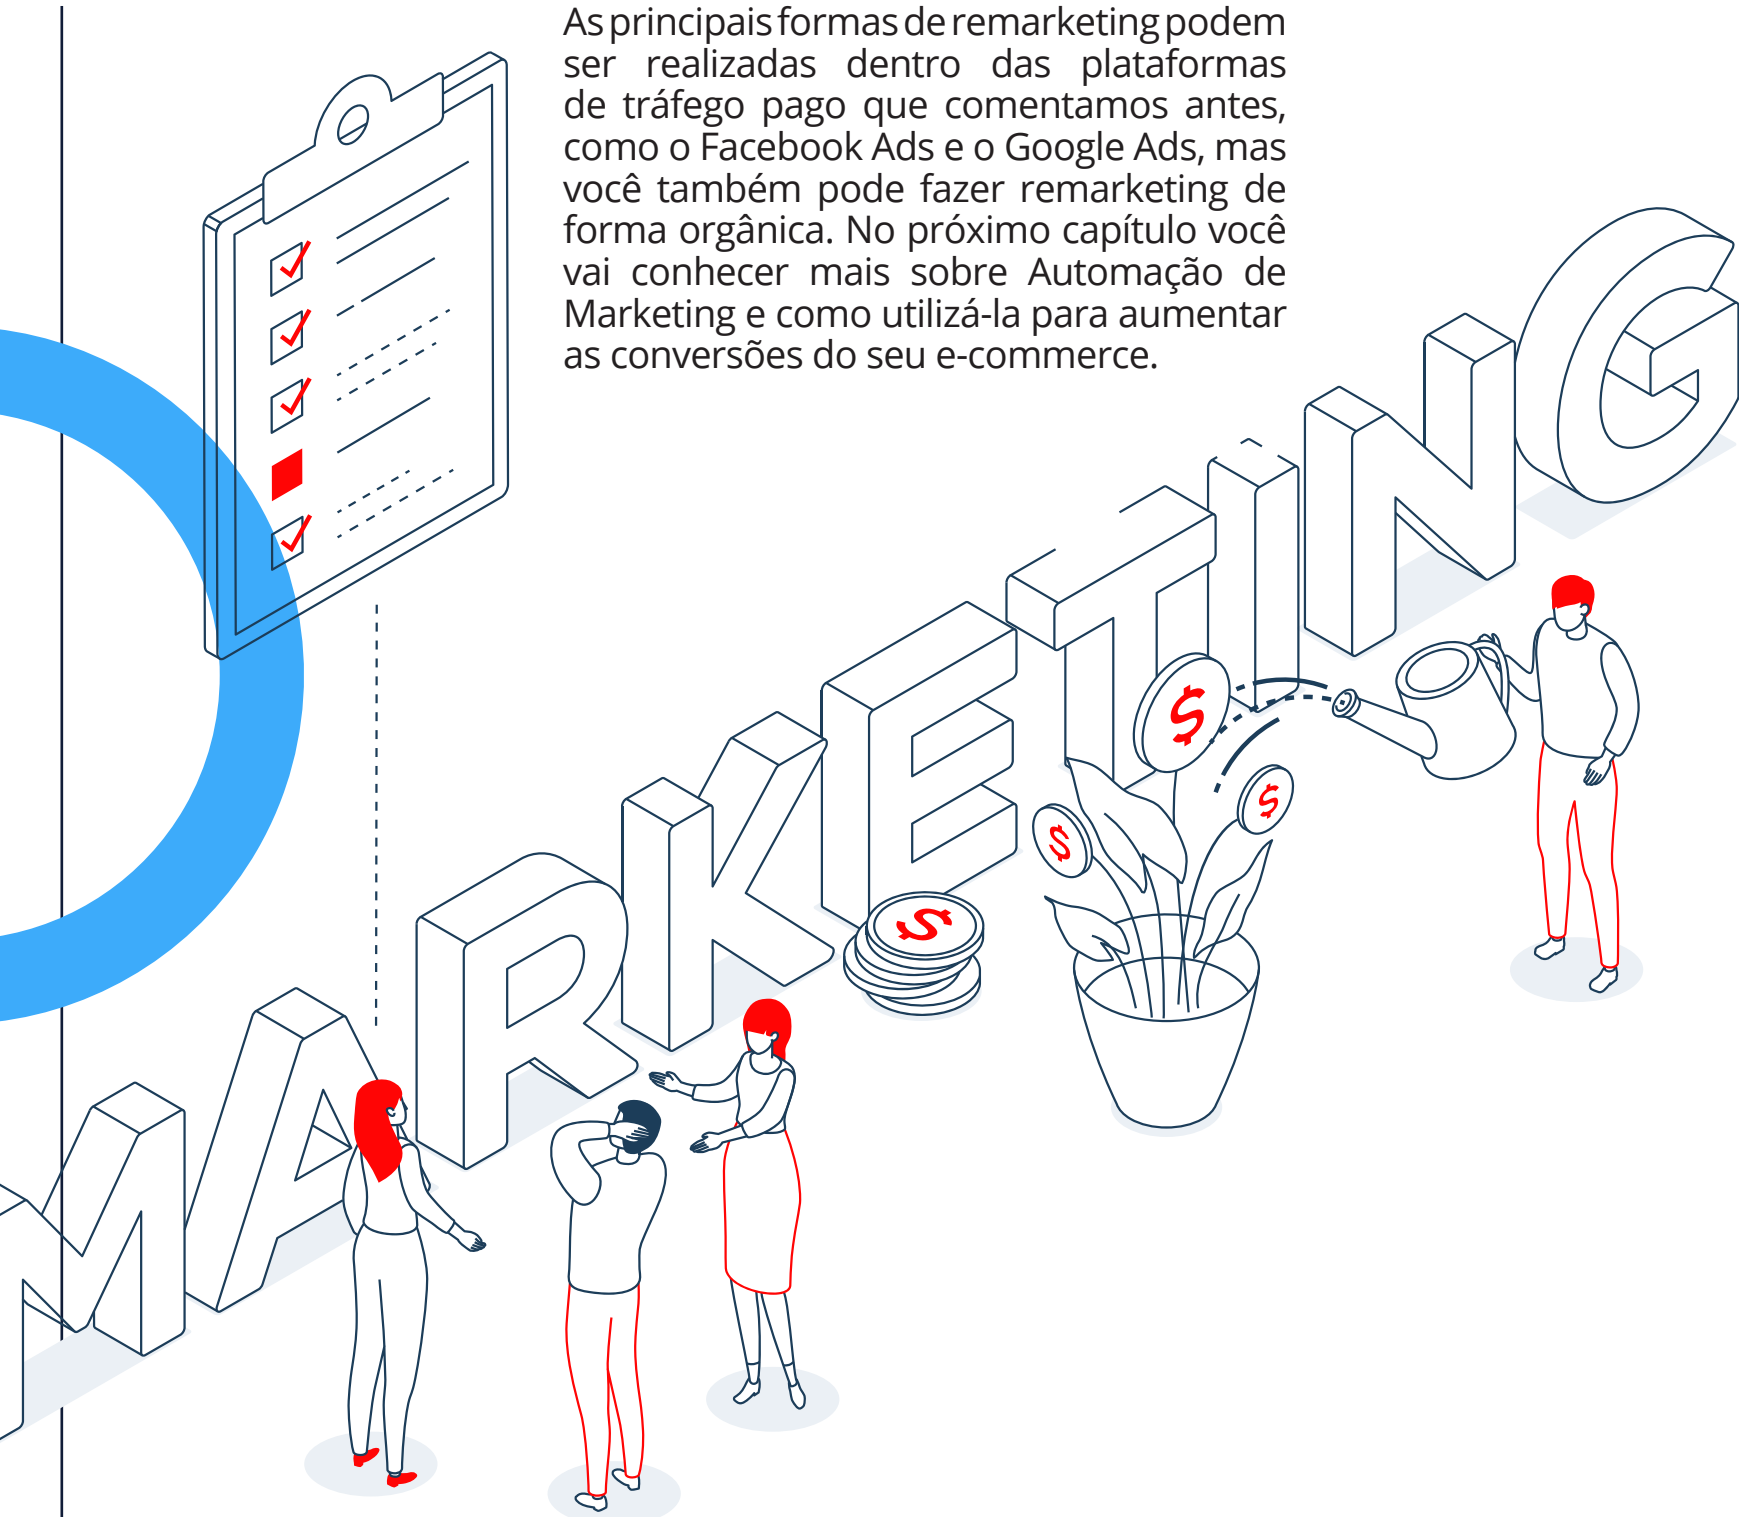 As principais formas de remarketing podem
ser realizadas dentro das plataformas
de tráfego pago que comentamos antes,
como o Facebook Ads e o Google Ads, mas
você também pode fazer remarketing de
forma orgânica. No próximo capítulo você
vai conhecer mais sobre Automação de
Marketing e como utilizá-la para aumentar
as conversões do seu e-commerce.
MARKETING
$
$
$
$